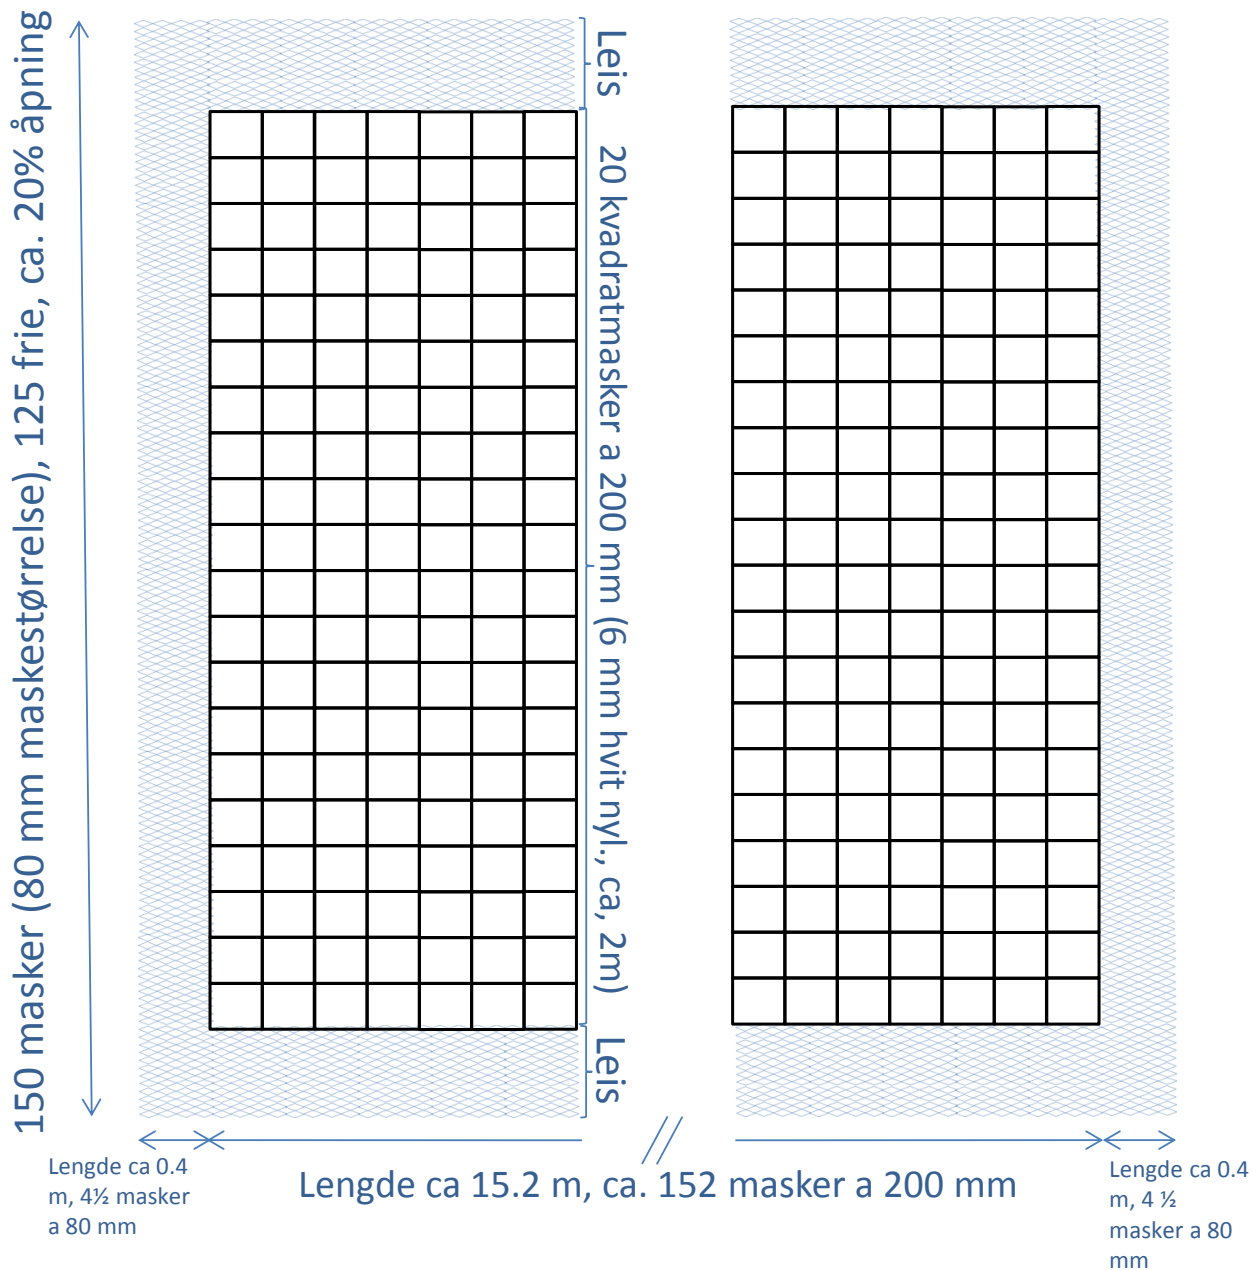 150 masker (80 mm maskestørrelse), 125 frie, ca. 20% åpning
Leis
20 kvadratmasker a 200 mm (6 mm hvit nyl., ca, 2m)
Leis
Lengde ca 0.4
m, 4½ masker
a 80 mm
Lengde ca 15.2 m, ca. 152 masker a 200 mm
Lengde ca 0.4
m, 4 ½
masker a 80
mm